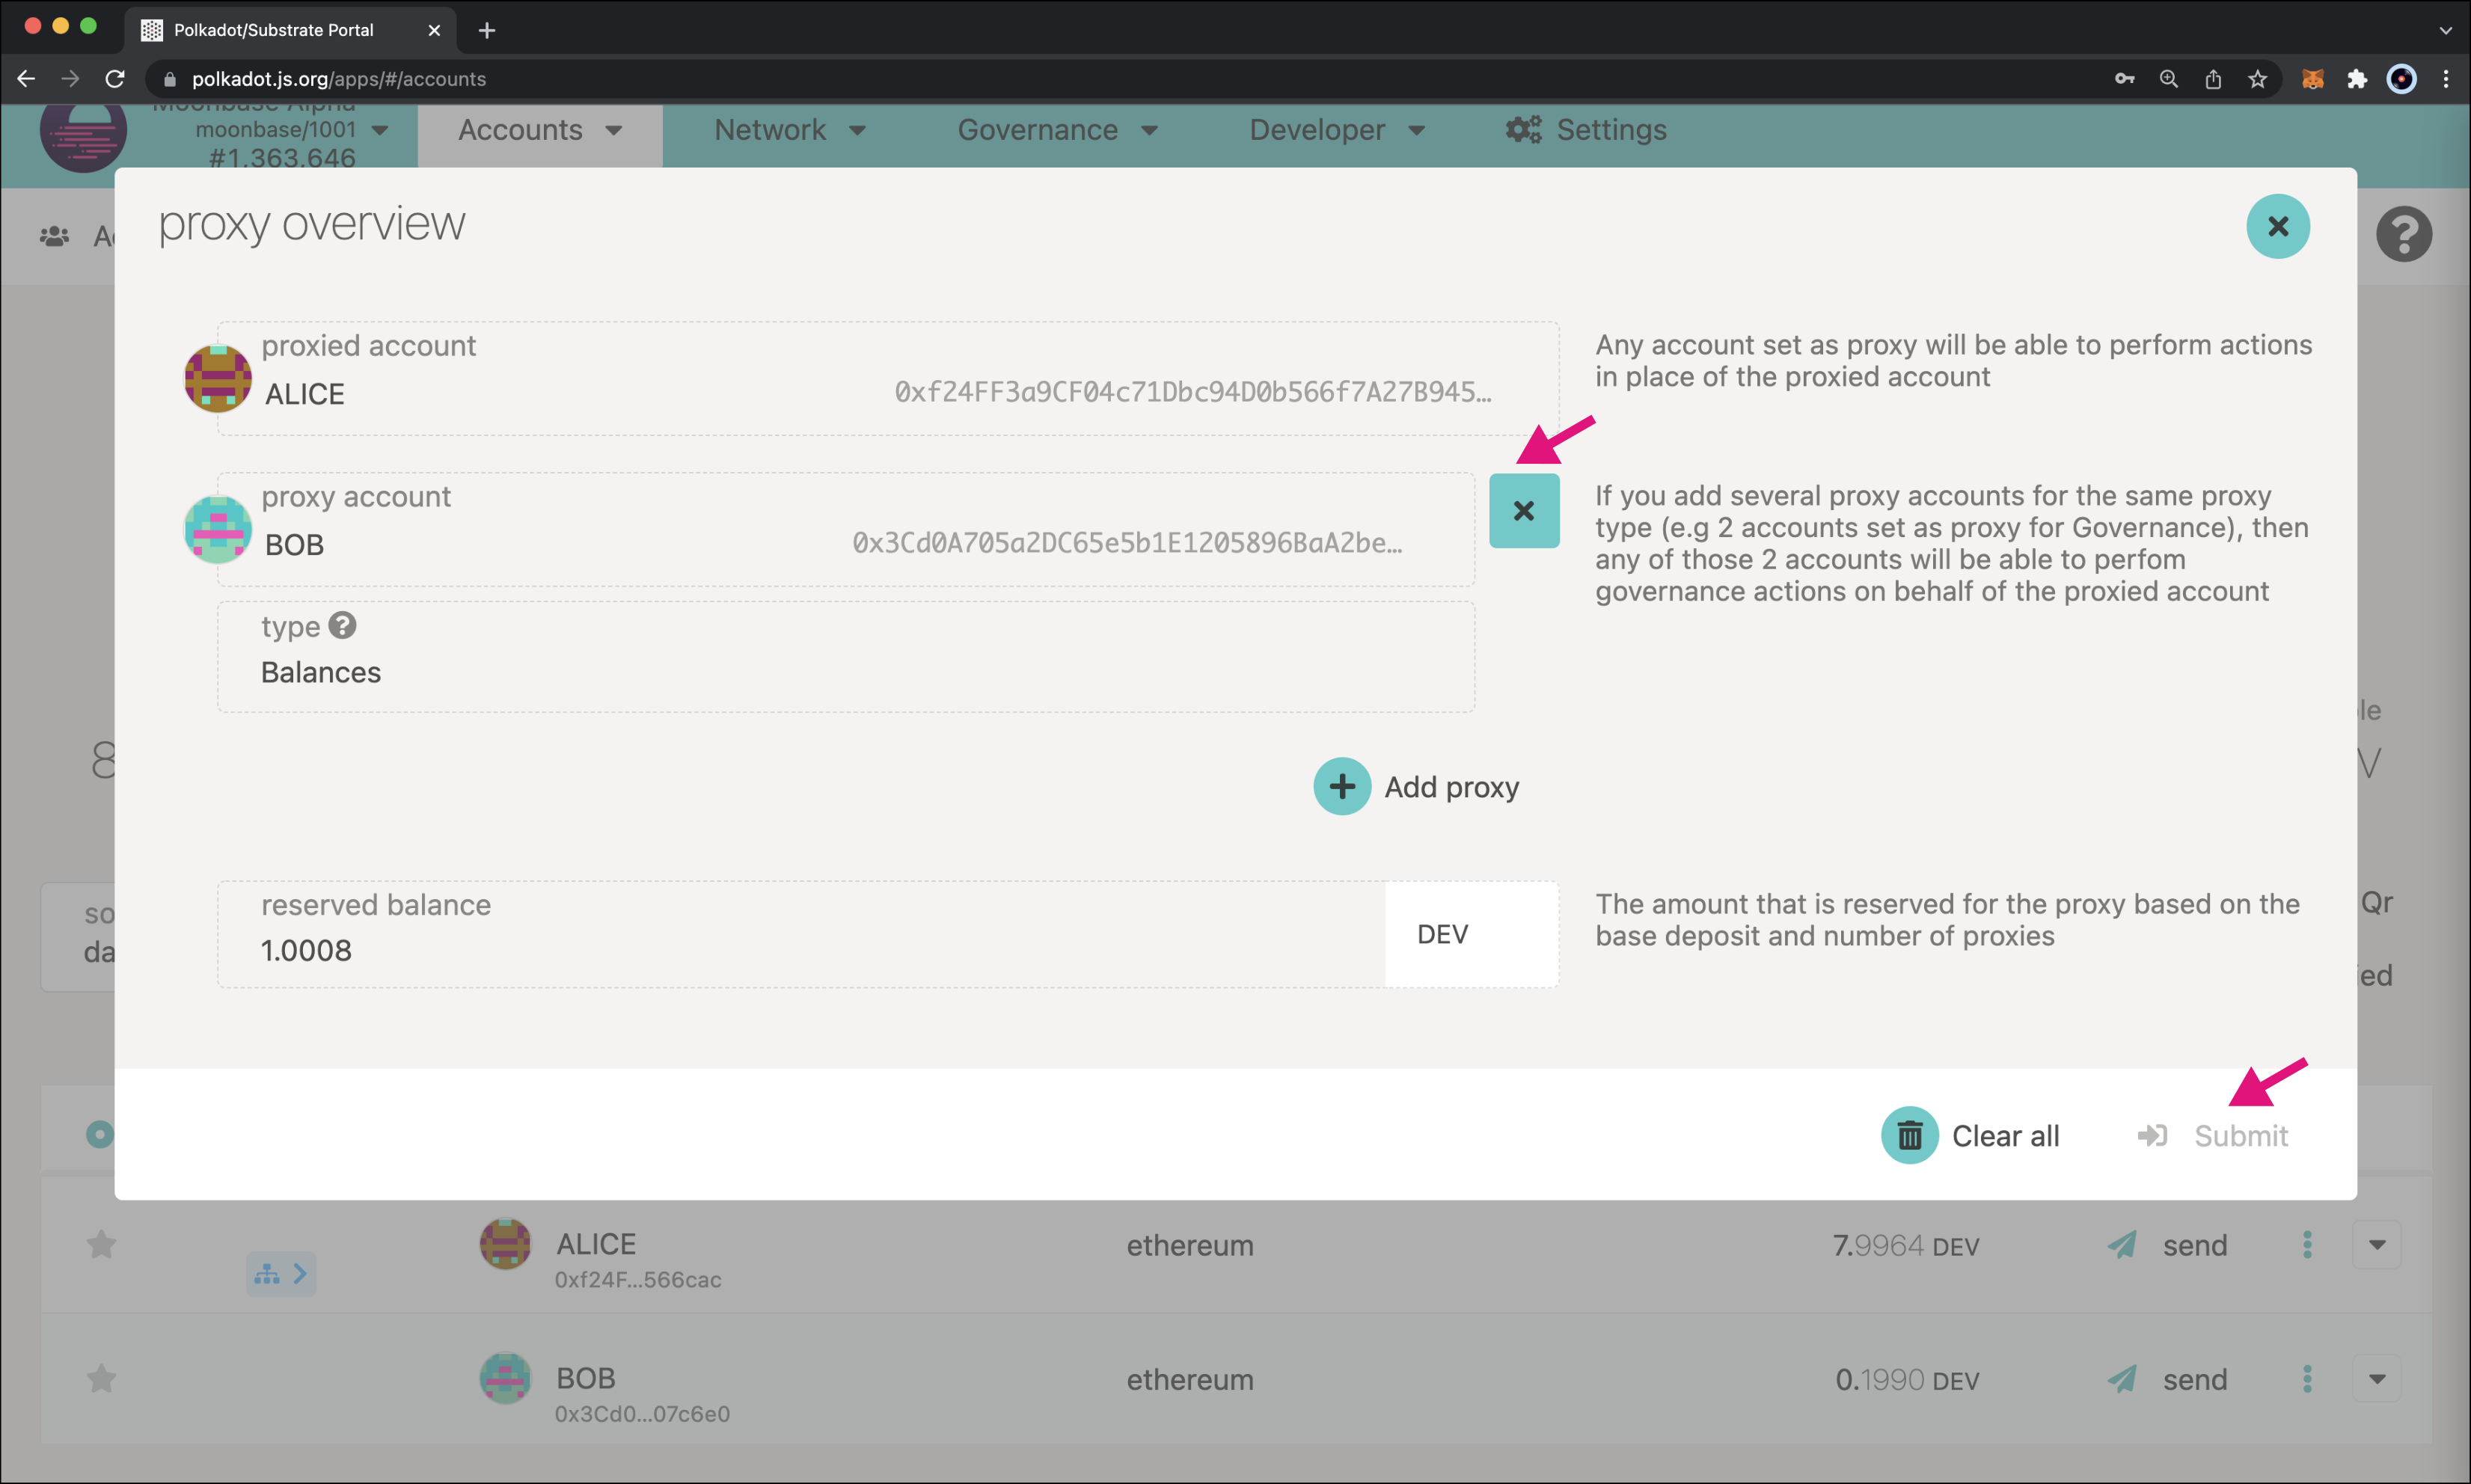 Polkadot/Substrate Portal
polkadot.js.org/apps/#/accounts
Moonbase Alpha
moonbase/1001
#1,363,646
Accounts
Network
Governance
Developer
Settings
proxy overview
proxied account
ALICE
0xf24FF3a9CF04c71Dbc94D0b566f7A27B945…
Any account set as proxy will be able to perform actions
in place of the proxied account
proxy account
BOB
0x3Cd0A705a2DC65e5b1E1205896BaA2be…
If you add several proxy accounts for the same proxy
type (e.g 2 accounts set as proxy for Governance), then
any of those 2 accounts will be able to perfom
governance actions on behalf of the proxied account
type
Balances
Add proxy
reserved balance
1.0008
DEV
The amount that is reserved for the proxy based on the
base deposit and number of proxies
Qr
Clear all
Submit
ALICE
0xf24F...566cac
ethereum
7.9964 DEV
send
BOB
0x3Cd0...07c6e0
ethereum
0.1990 DEV
send